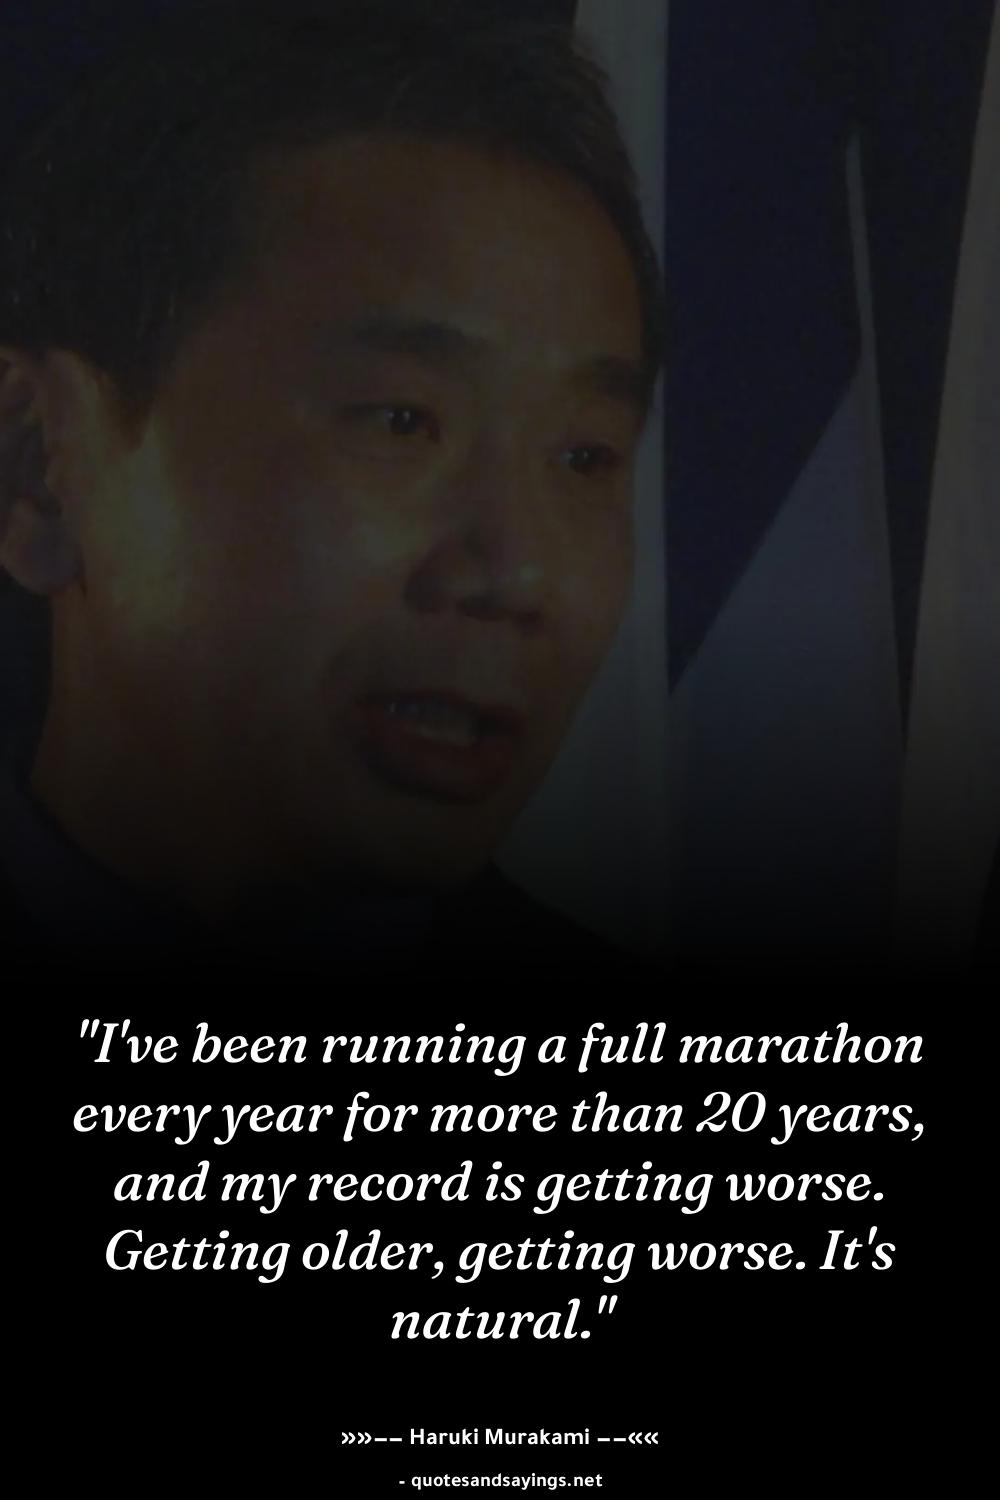 "I've been running a full marathon
every year for more than 20 years,
and my record is getting worse.
Getting older, getting worse. It's
natural."
»»–– Haruki Murakami ––««
- quotesandsayings.net